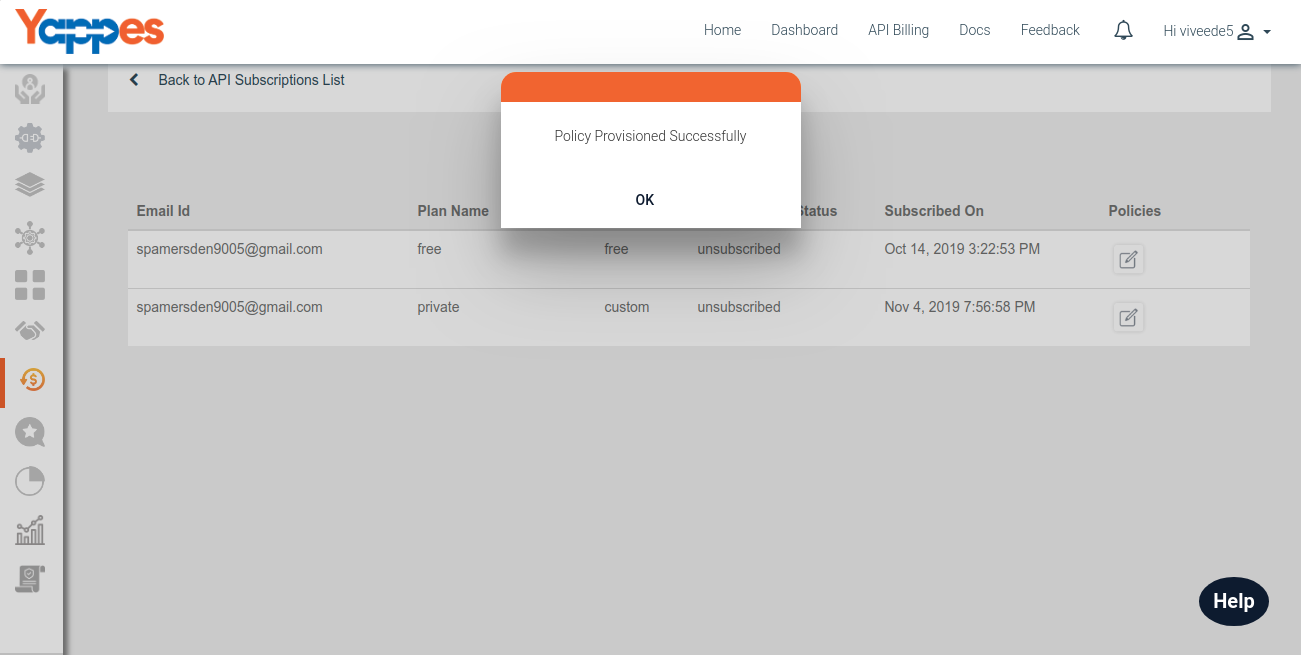 Yappes
Home Dashboard API Billing Docs Feedback Hi viveede5
Back to API Subscriptions List
Policy Provisioned Successfully
OK
Email Id Plan Name Status Subscribed On Policies
spamersden9005@gmail.com free free unsubscribed Oct 14, 2019 3:22:53 PM
spamersden9005@gmail.com private custom unsubscribed Nov 4, 2019 7:56:58 PM
Help